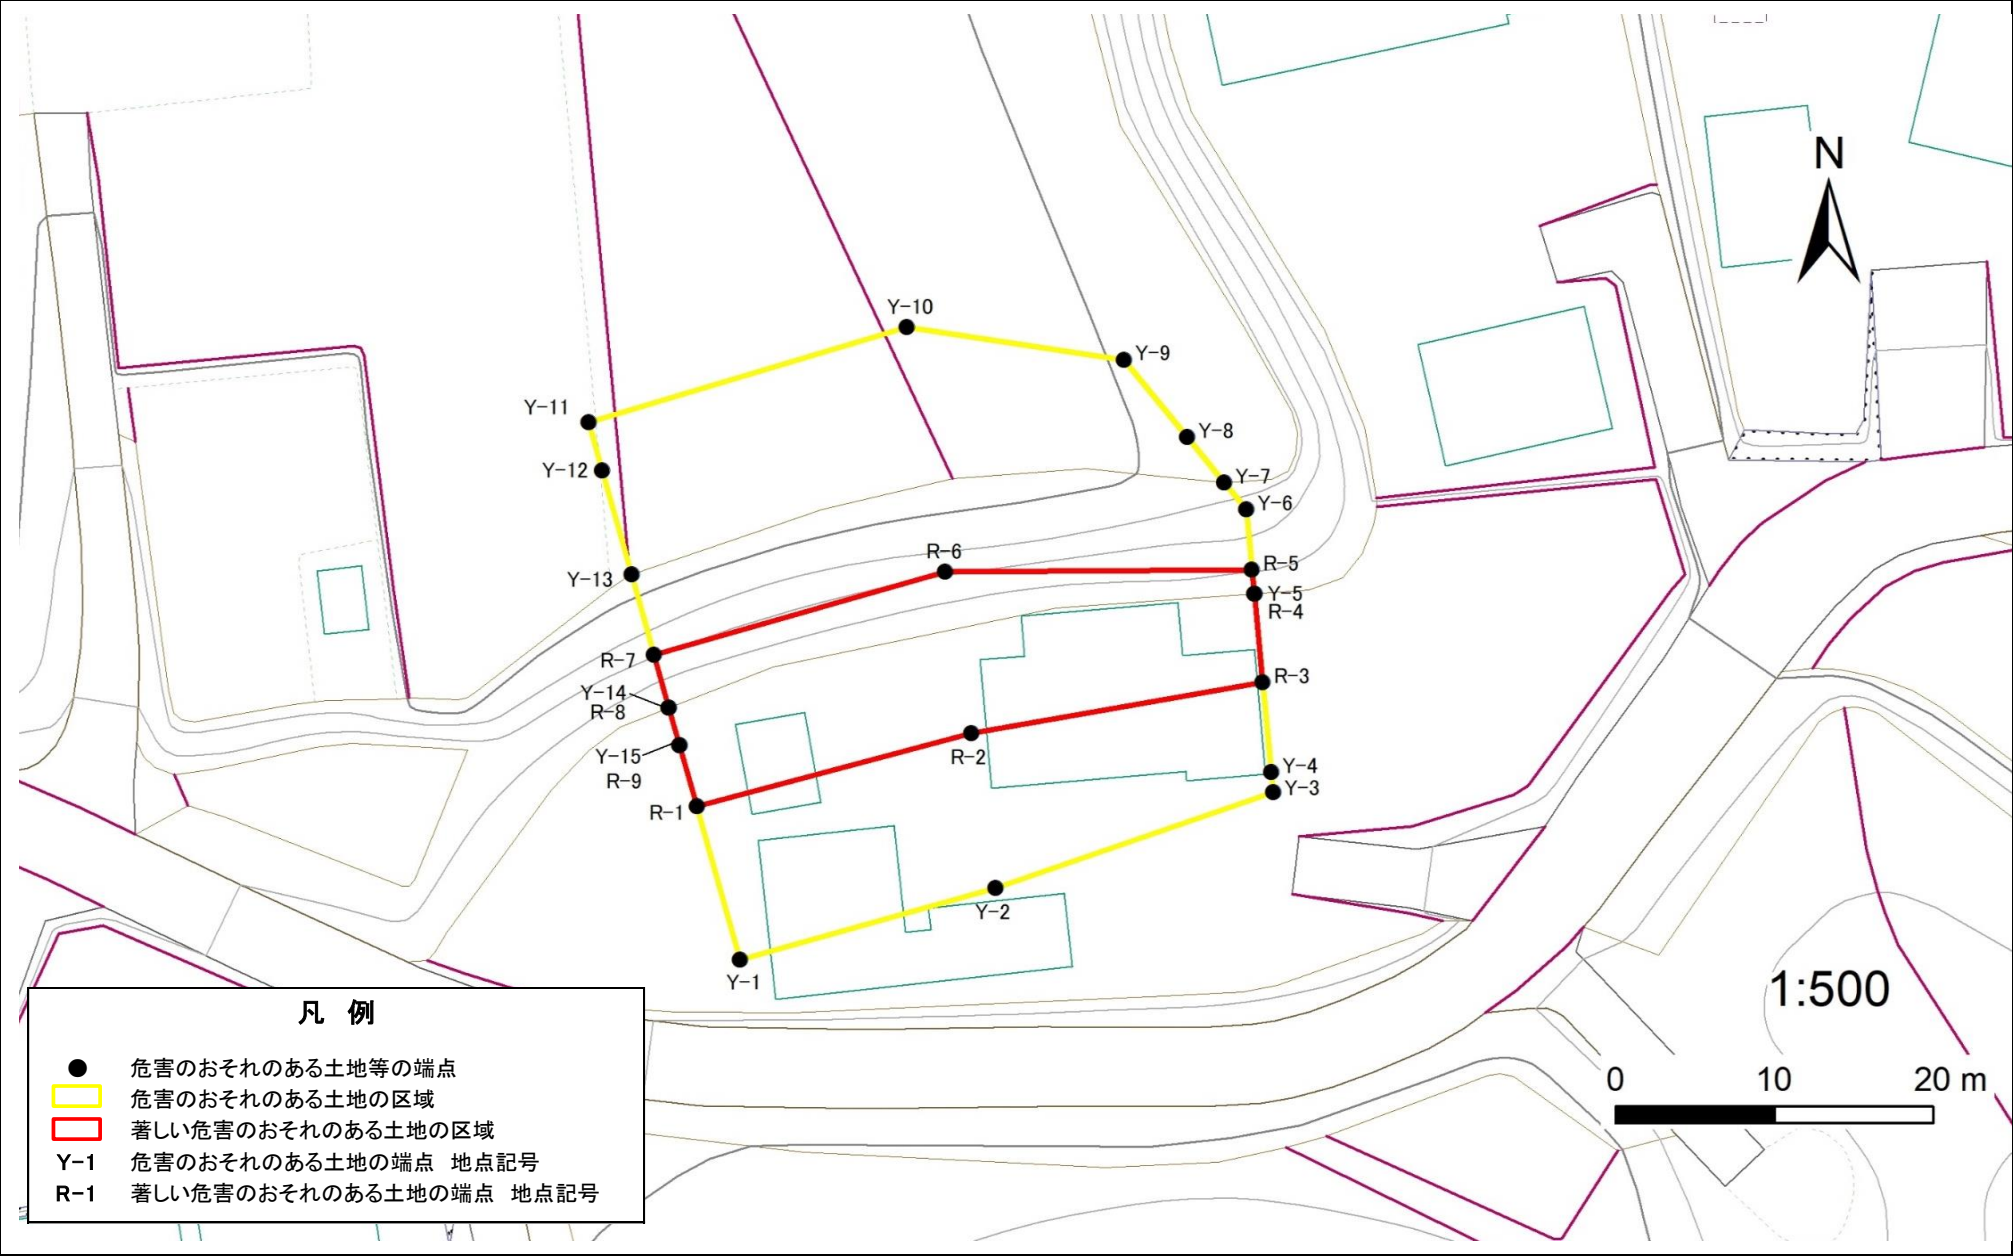 N
Y-10
Y-9
Y-11
Y-8
Y-12
Y-7
Y-6
R-6
R-5
Y-13
Y-5
R-4
R-7
R-3
Y-14
R-8
Y-15
R-2
R-9
Y-4
Y-3
R-1
Y-2
Y-1
1:500
0 10 20 m
凡 例
危害のおそれのある土地等の端点
危害のおそれのある土地の区域
著しい危害のおそれのある土地の区域
Y-1 危害のおそれのある土地の端点 地点記号
R-1 著しい危害のおそれのある土地の端点 地点記号